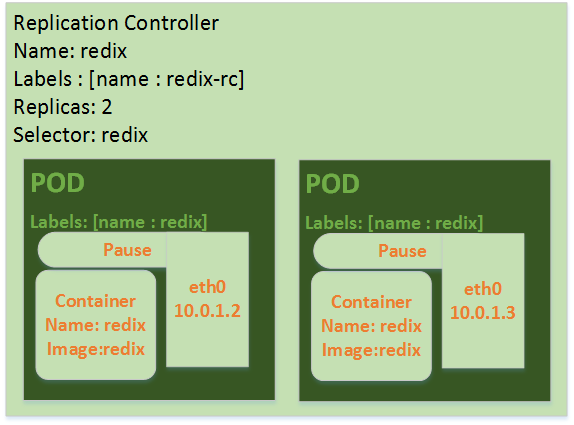 Replication Controller
Name: redix
Labels : [name : redix-rc]
Replicas: 2
Selector: redix
POD
Labels: [name : redix]
Pause
eth0
10.0.1.2
Container
Name: redix
Image:redix
POD
Labels: [name : redix]
Pause
eth0
10.0.1.3
Container
Name: redix
Image:redix